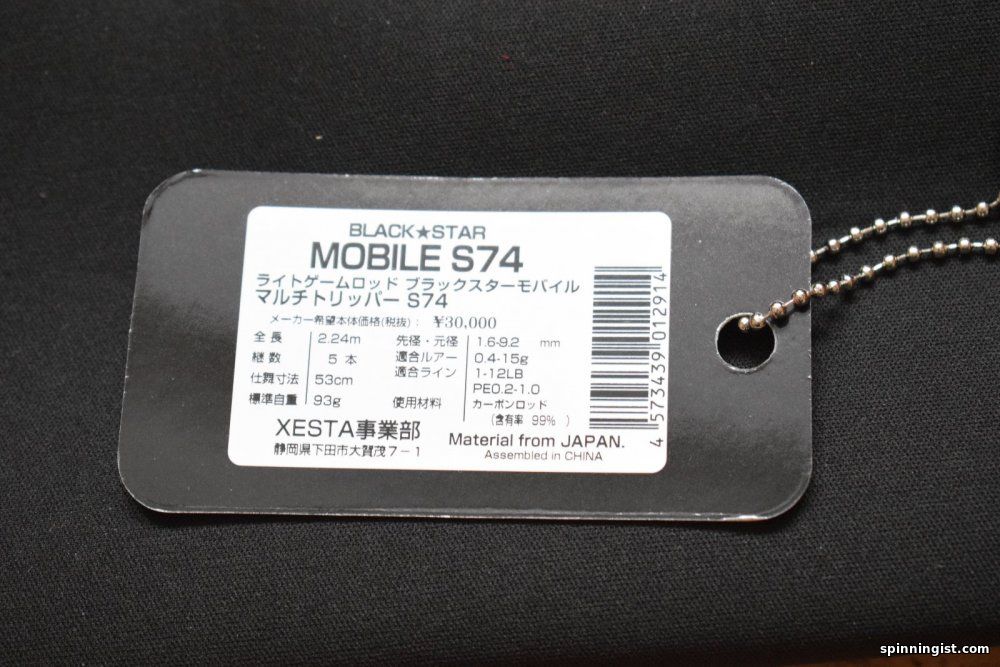 BLACK★STAR
MOBILE S74
ライトゲームロッド ブラックスターモバイル
マルチトリッパー S74
メーカー希望本体価格(税抜): ¥30,000
全長 2.24m 先径・元径 1.6-9.2 mm
継数 5 本 適合ルアー 0.4-15g
仕舞寸法 53cm 適合ライン 1-12LB
PE0.2-1.0
標準自重 93g 使用材料 カーボンロッド
(含有率 99% )
XESTA事業部 Material from JAPAN.
静岡県下田市大賀茂7-1 Assembled in CHINA
4 573439 012914
spinningist.com